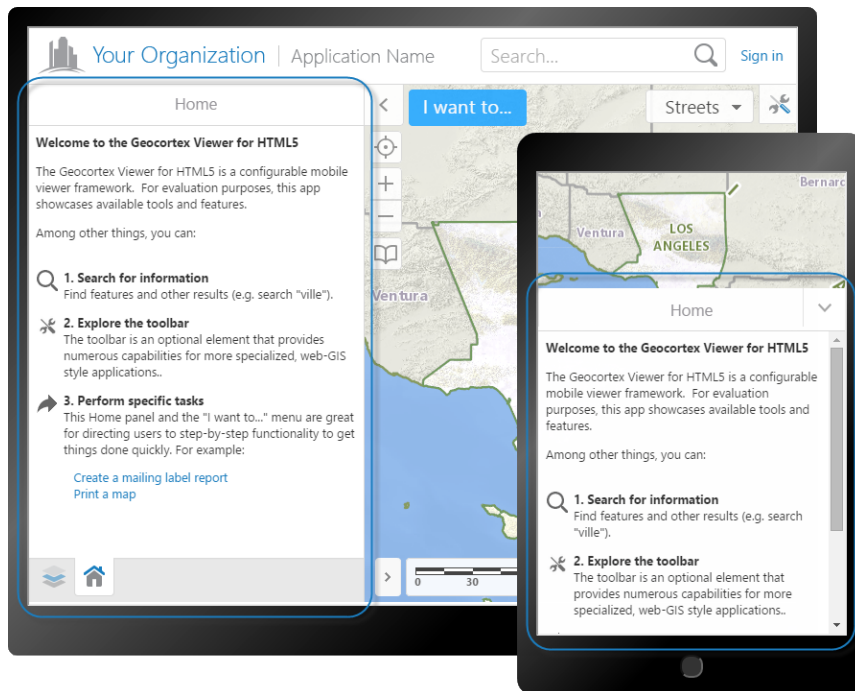 Your Organization | Application Name
Search...
Sign in
Home
Welcome to the Geocortex Viewer for HTML5
The Geocortex Viewer for HTML5 is a configurable mobile
viewer framework. For evaluation purposes, this app
showcases available tools and features.
Among other things, you can:
1. Search for information
Find features and other results (e.g. search "ville").
2. Explore the toolbar
The toolbar is an optional element that provides
numerous capabilities for more specialized, web-GIS
style applications..
3. Perform specific tasks
This Home panel and the "I want to..." menu are great
for directing users to step-by-step functionality to get
things done quickly. For example:
Create a mailing label report
Print a map
I want to...
Streets
Ventura
0 30
Bernarc
Ventura
LOS
ANGELES
Home
Welcome to the Geocortex Viewer for HTML5
The Geocortex Viewer for HTML5 is a configurable
mobile viewer framework. For evaluation
purposes, this app showcases available tools and
features.
Among other things, you can:
1. Search for information
Find features and other results (e.g. search
"ville").
2. Explore the toolbar
The toolbar is an optional element that
provides numerous capabilities for more
specialized, web-GIS style applications..